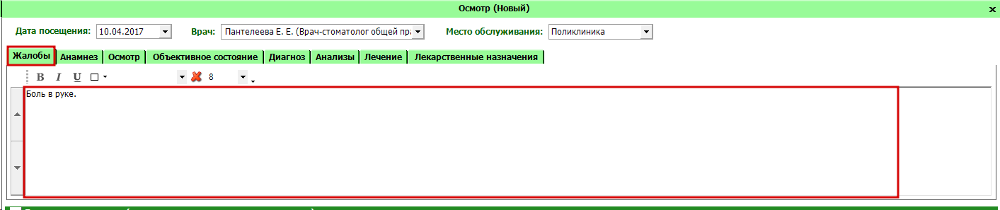 Осмотр (Новый)
Дата посещения: 10.04.2017 Врач: Пантелеева Е. Е. (Врач-стоматолог общей пра Место обслуживания: Поликлиника
Жалобы Анамнез Осмотр Объективное состояние Диагноз Анализы Лечение Лекарственные назначения
B I U 8
Боль в руке.